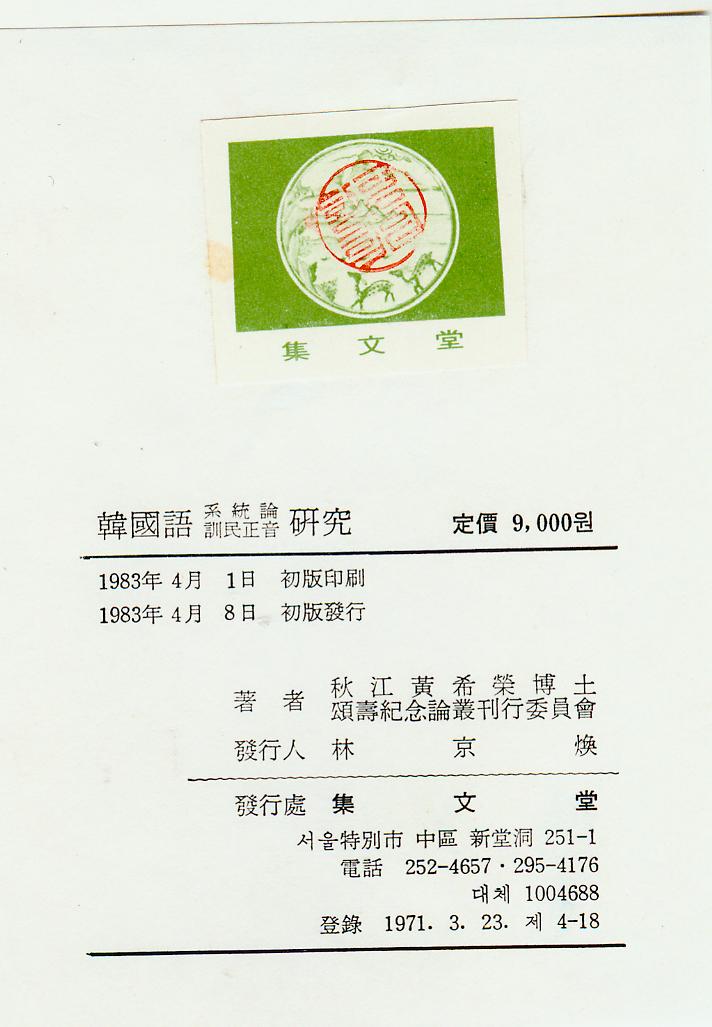 集 文 堂
韓國語 系統論 訓民正音 硏究 定價 9,000원
1983年 4月 1日 初版印刷
1983年 4月 8日 初版發行
著 者 秋江黃希榮博士
頌壽紀念論叢刊行委員會
發行人 林 京 煥
發行處 集 文 堂
서울特別市 中區 新堂洞 251-1
電話 252-4657·295-4176
대체 1004688
登錄 1971. 3. 23. 제 4-18